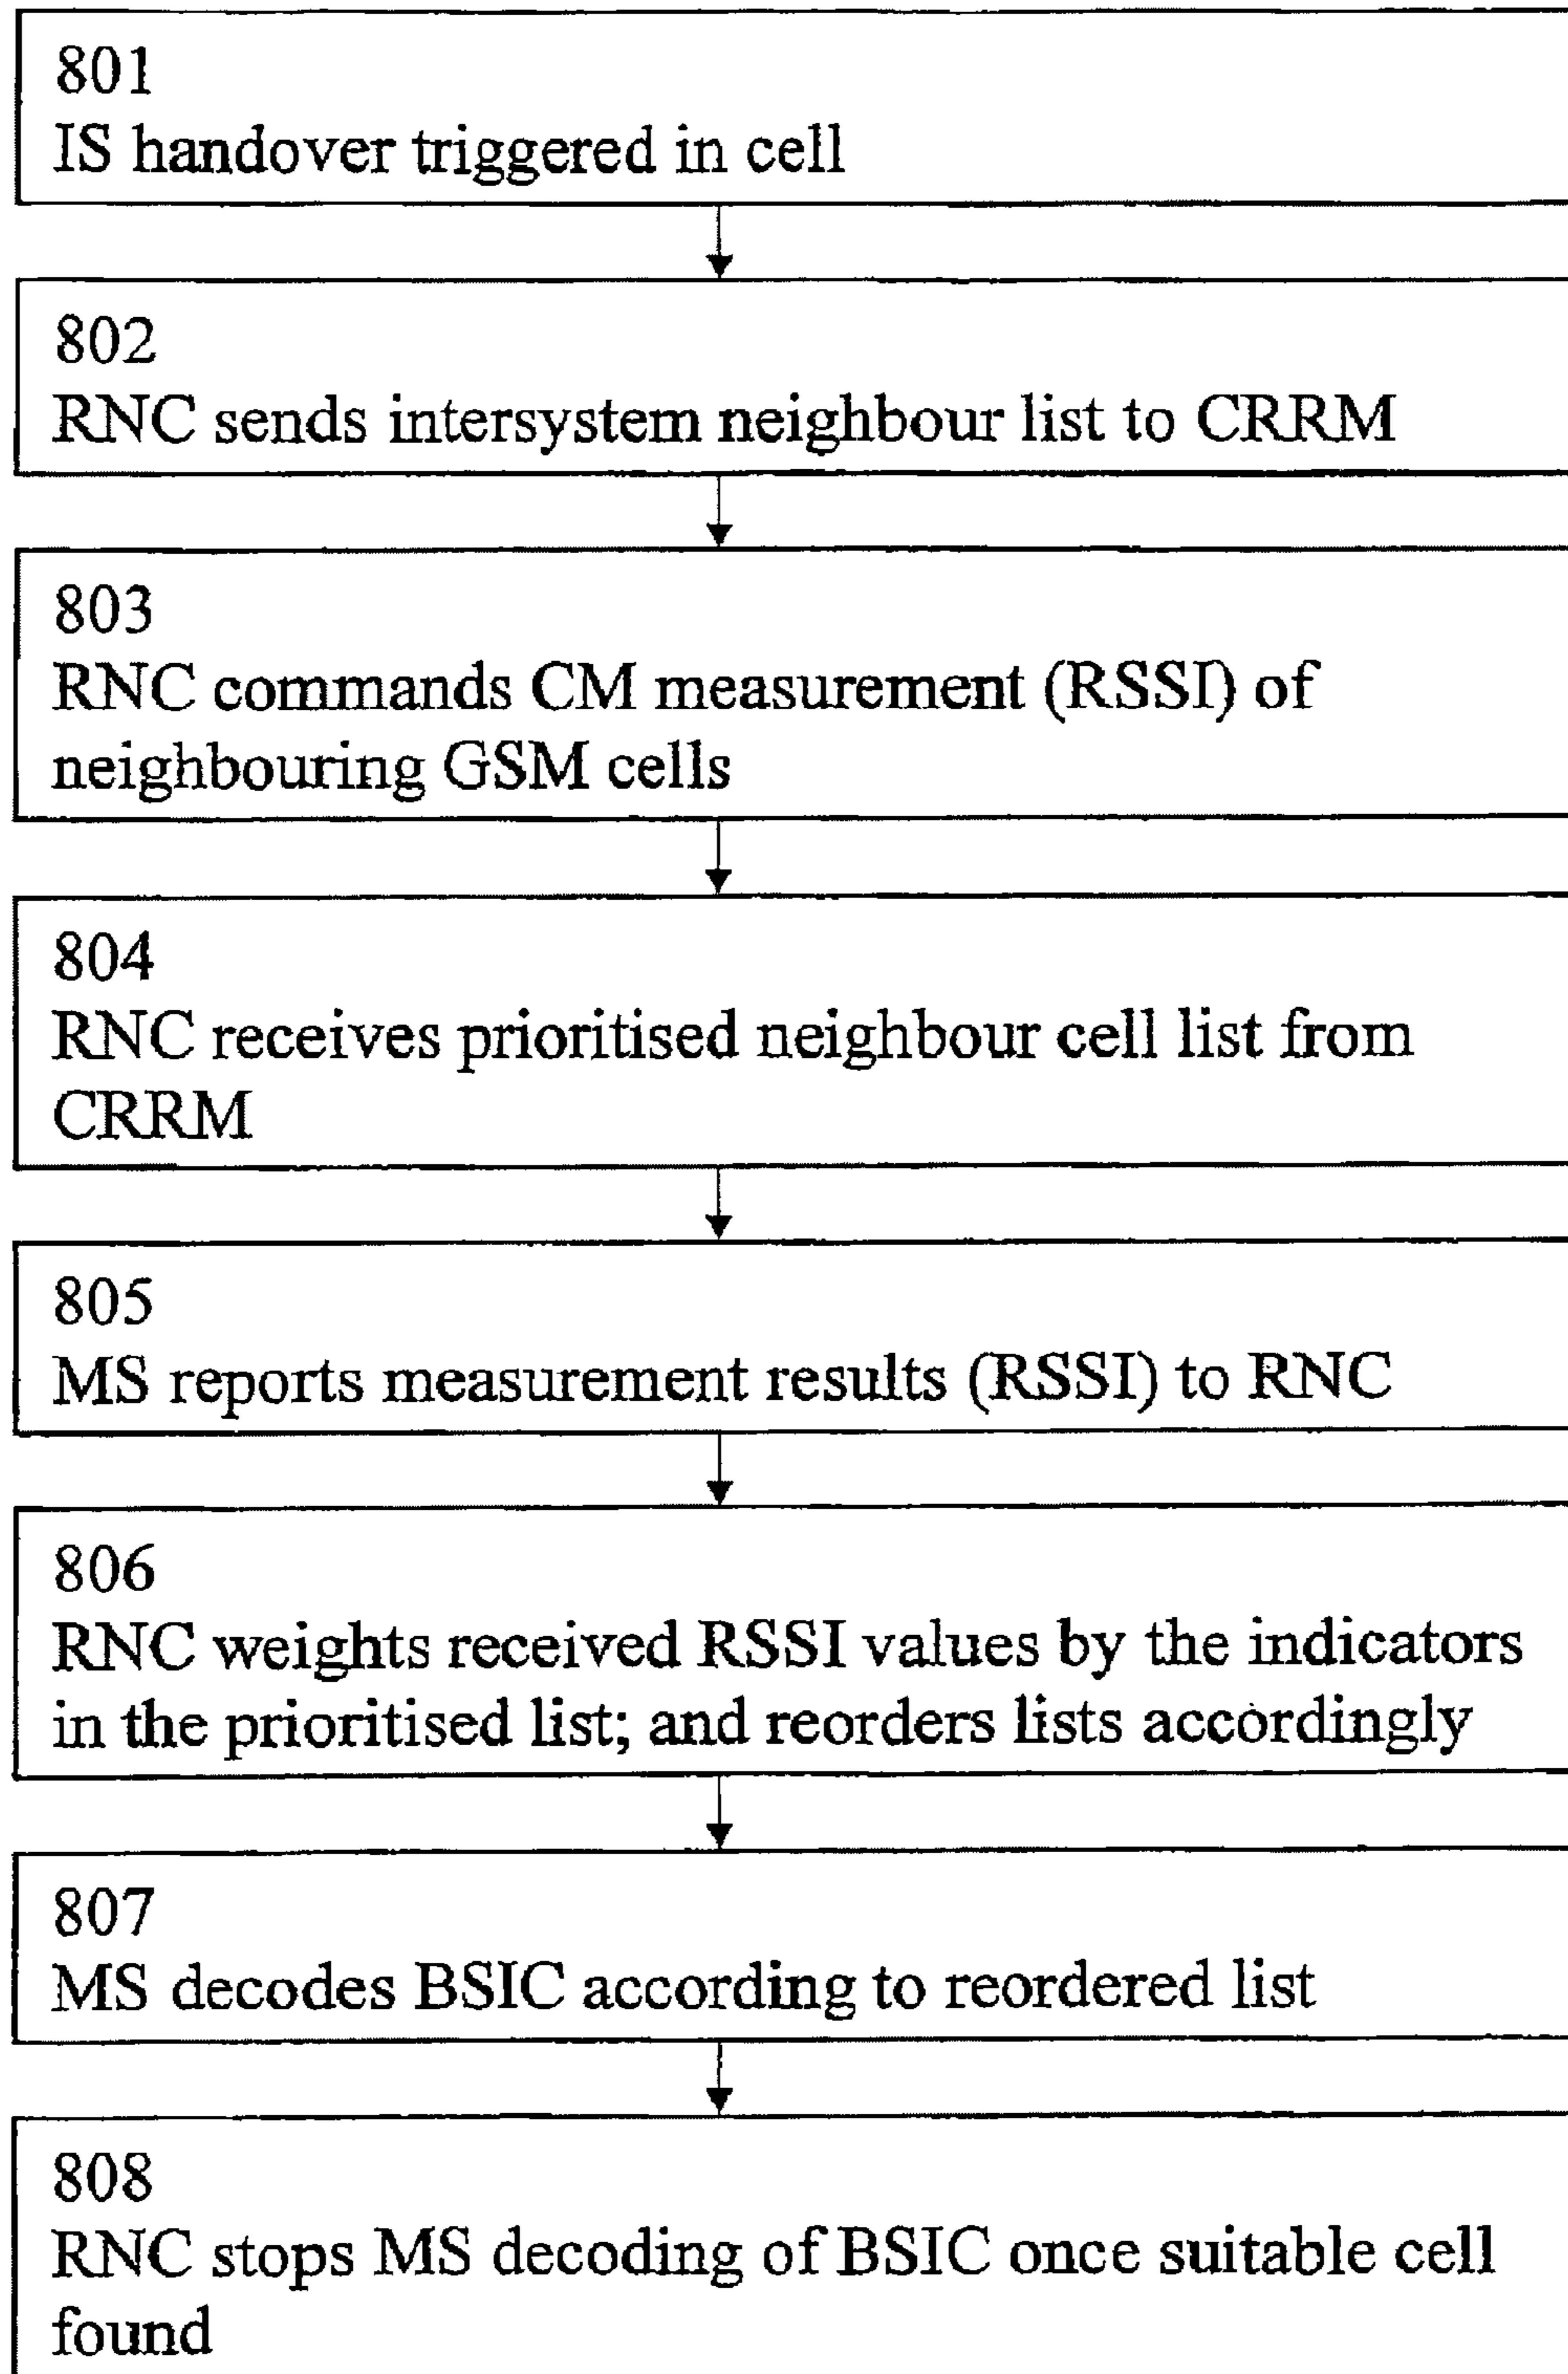 801
IS handover triggered in cell
802
RNC sends intersystem neighbour list to CRRM
803
RNC commands CM measurement (RSSI) of
neighbouring GSM cells
804
RNC receives prioritised neighbour cell list from
CRRM
805
MS reports measurement results (RSSI) to RNC
806
RNC weights received RSSI values by the indicators
in the prioritised list; and reorders lists accordingly
807
MS decodes BSIC according to reordered list
808
RNC stops MS decoding of BSIC once suitable cell
found